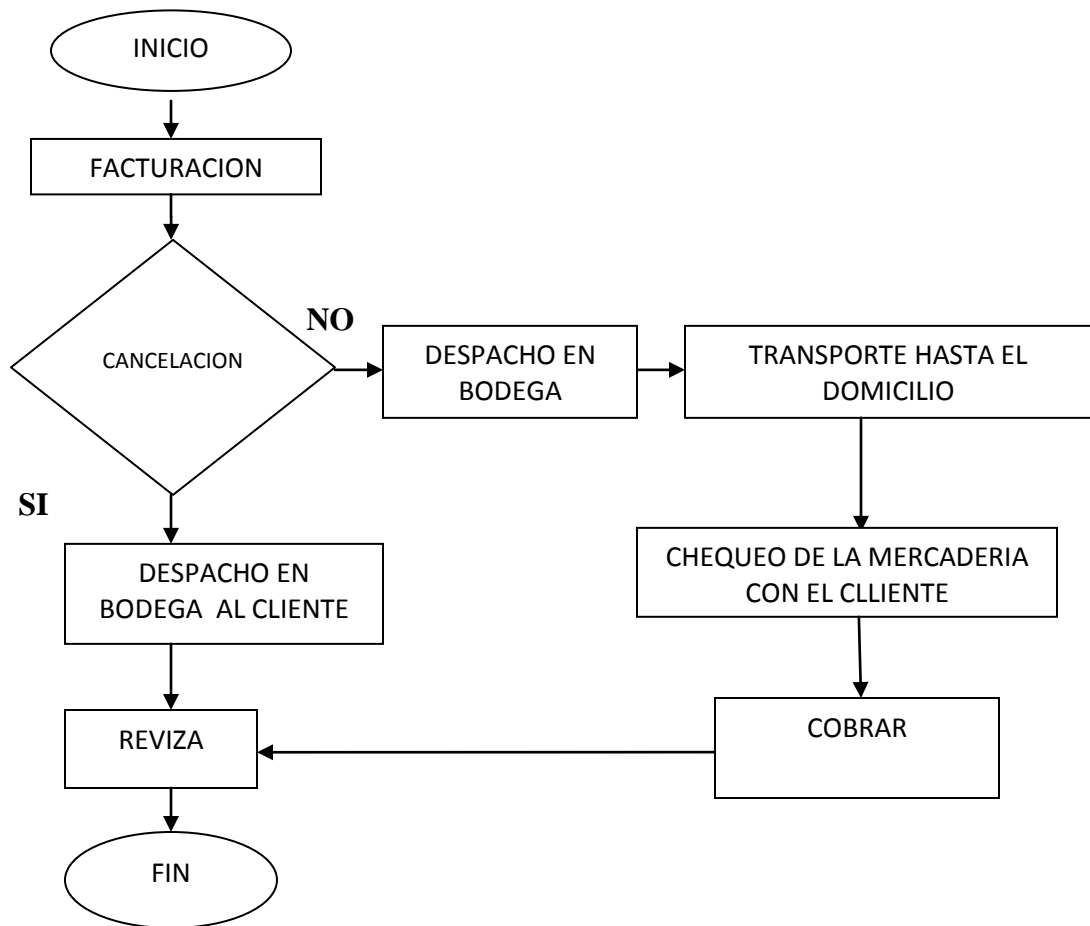 INICIO
FACTURACION
CANCELACION
NO
DESPACHO EN
BODEGA
TRANSPORTE HASTA EL
DOMICILIO
SI
DESPACHO EN
BODEGA AL CLIENTE
CHEQUEO DE LA MERCADERIA
CON EL CLLIENTE
REVIZA
COBRAR
FIN